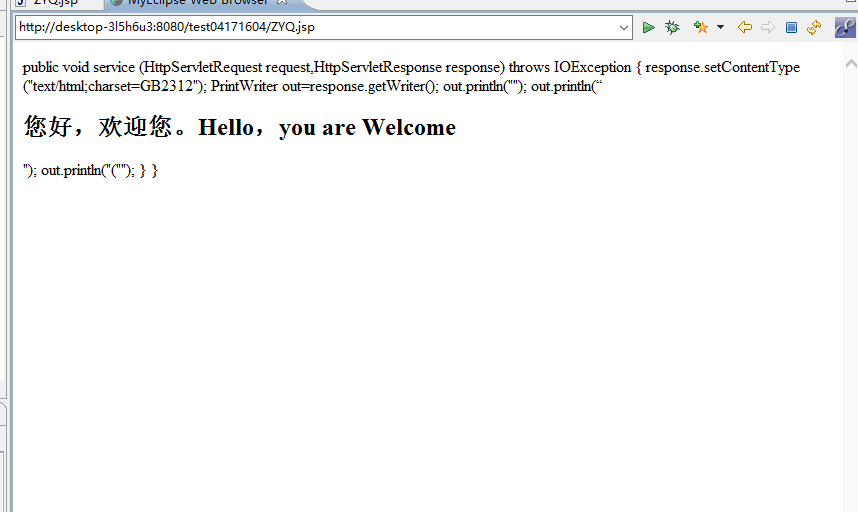 ZYQ.jsp MyEclipse Web Browser
http://desktop-3l5h6u3:8080/test04171604/ZYQ.jsp
public void service (HttpServletRequest request,HttpServletResponse response) throws IOException { response.setContentType
("text/html;charset=GB2312"); PrintWriter out=response.getWriter(); out.println(""); out.println(“
您好，欢迎您。Hello，you are Welcome
"); out.println("(""); } }